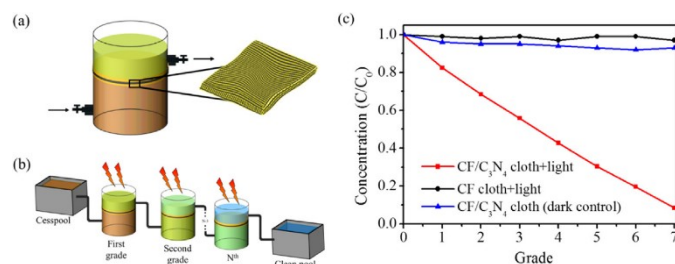 (a)
(b)
Cesspool
First
grade
Second
grade
Nth
Clean pool
(c)
Concentration (C/C0)
1.0
0.8
0.6
0.4
0.2
0.0
CF/C3N4 cloth+light
CF cloth+light
CF/C3N4 cloth (dark control)
0 1 2 3 4 5 6 7
Grade